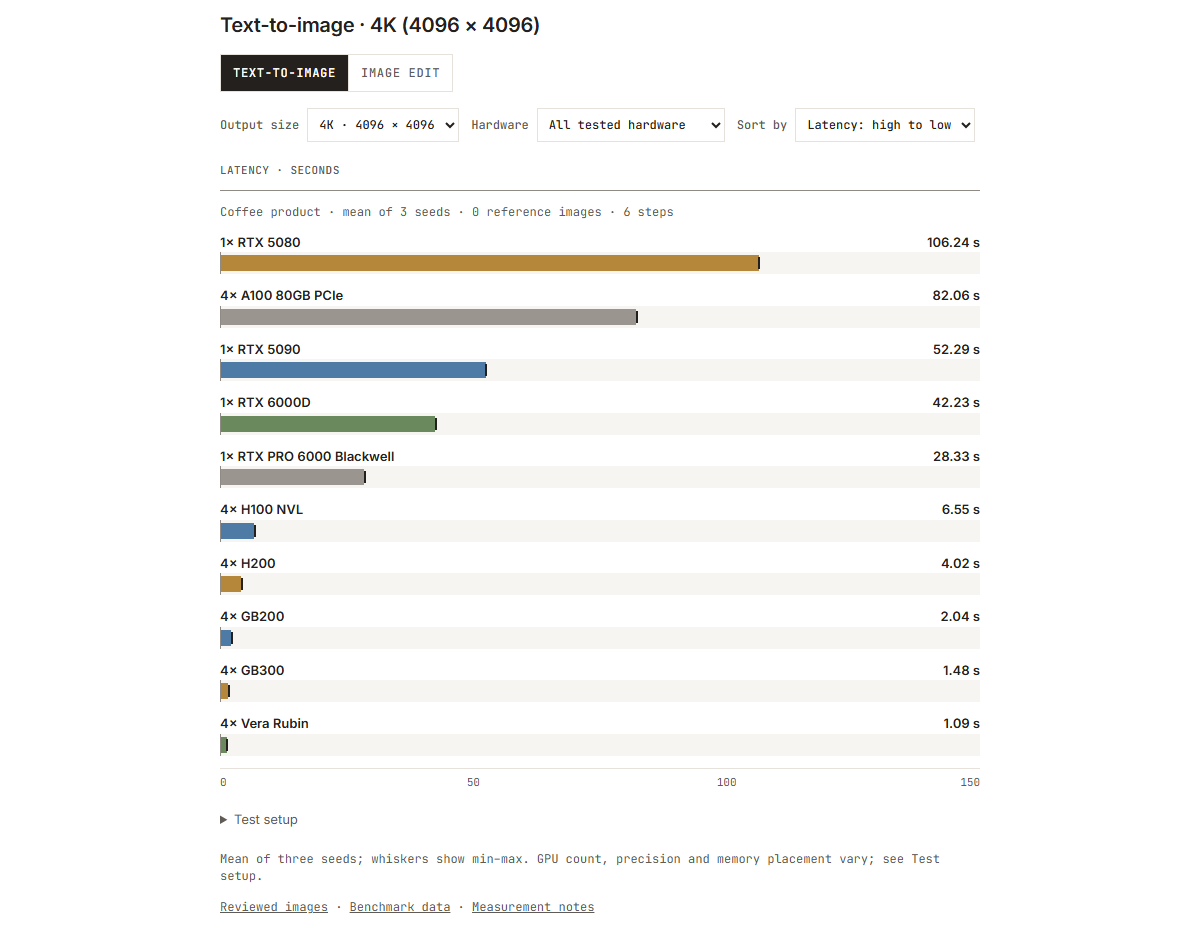 Text-to-image · 4K (4096 × 4096)
TEXT-TO-IMAGE IMAGE EDIT
Output size 4K · 4096 × 4096 Hardware All tested hardware Sort by Latency: high to low
LATENCY · SECONDS
Coffee product · mean of 3 seeds · 0 reference images · 6 steps
1× RTX 5080 106.24 s
4× A100 80GB PCIe 82.06 s
1× RTX 5090 52.29 s
1× RTX 6000D 42.23 s
1× RTX PRO 6000 Blackwell 28.33 s
4× H100 NVL 6.55 s
4× H200 4.02 s
4× GB200 2.04 s
4× GB300 1.48 s
4× Vera Rubin 1.09 s
0 50 100 150
Test setup
Mean of three seeds; whiskers show min–max. GPU count, precision and memory placement vary; see Test
setup.
Reviewed images · Benchmark data · Measurement notes